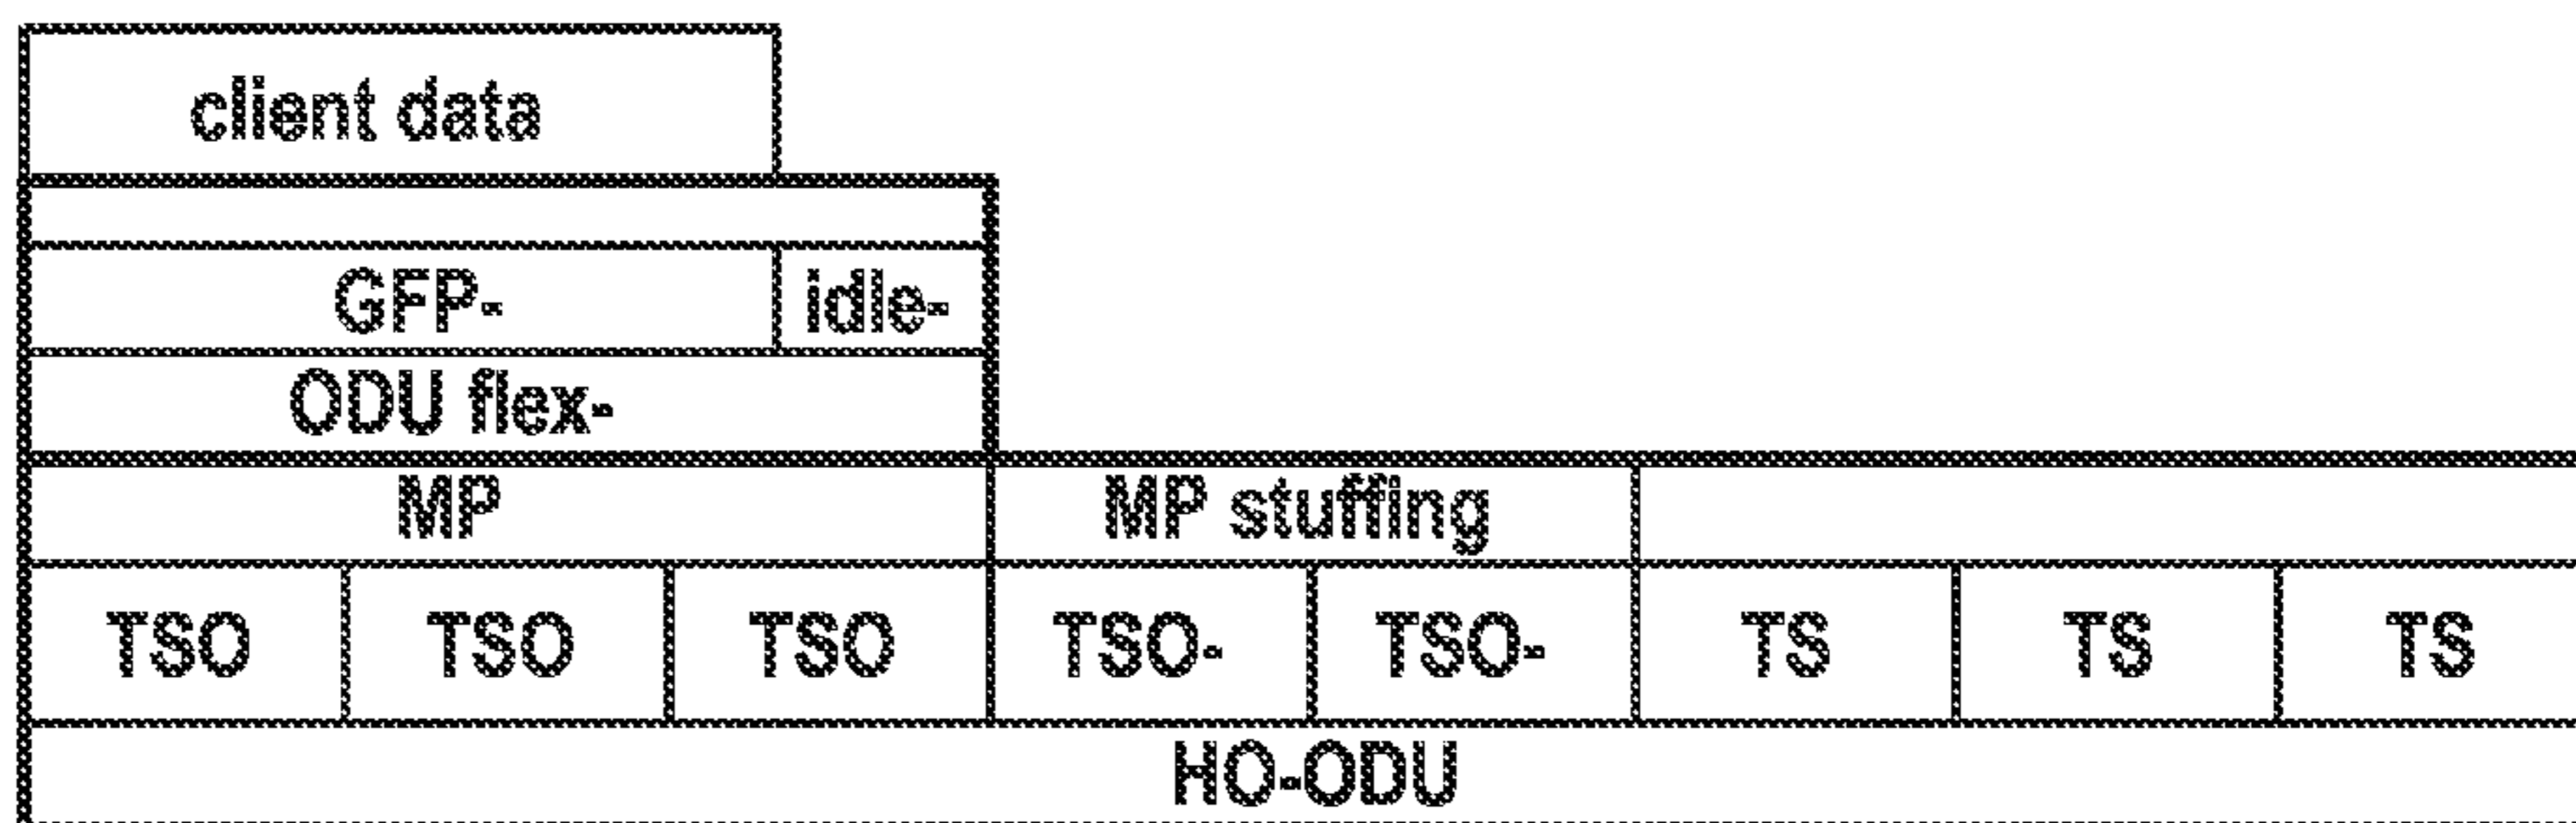 client data
GFP- idle-
ODU flex-
MP MP stuffing
TSO TSO TSO TSO- TSO- TS TS TS
HO-ODU